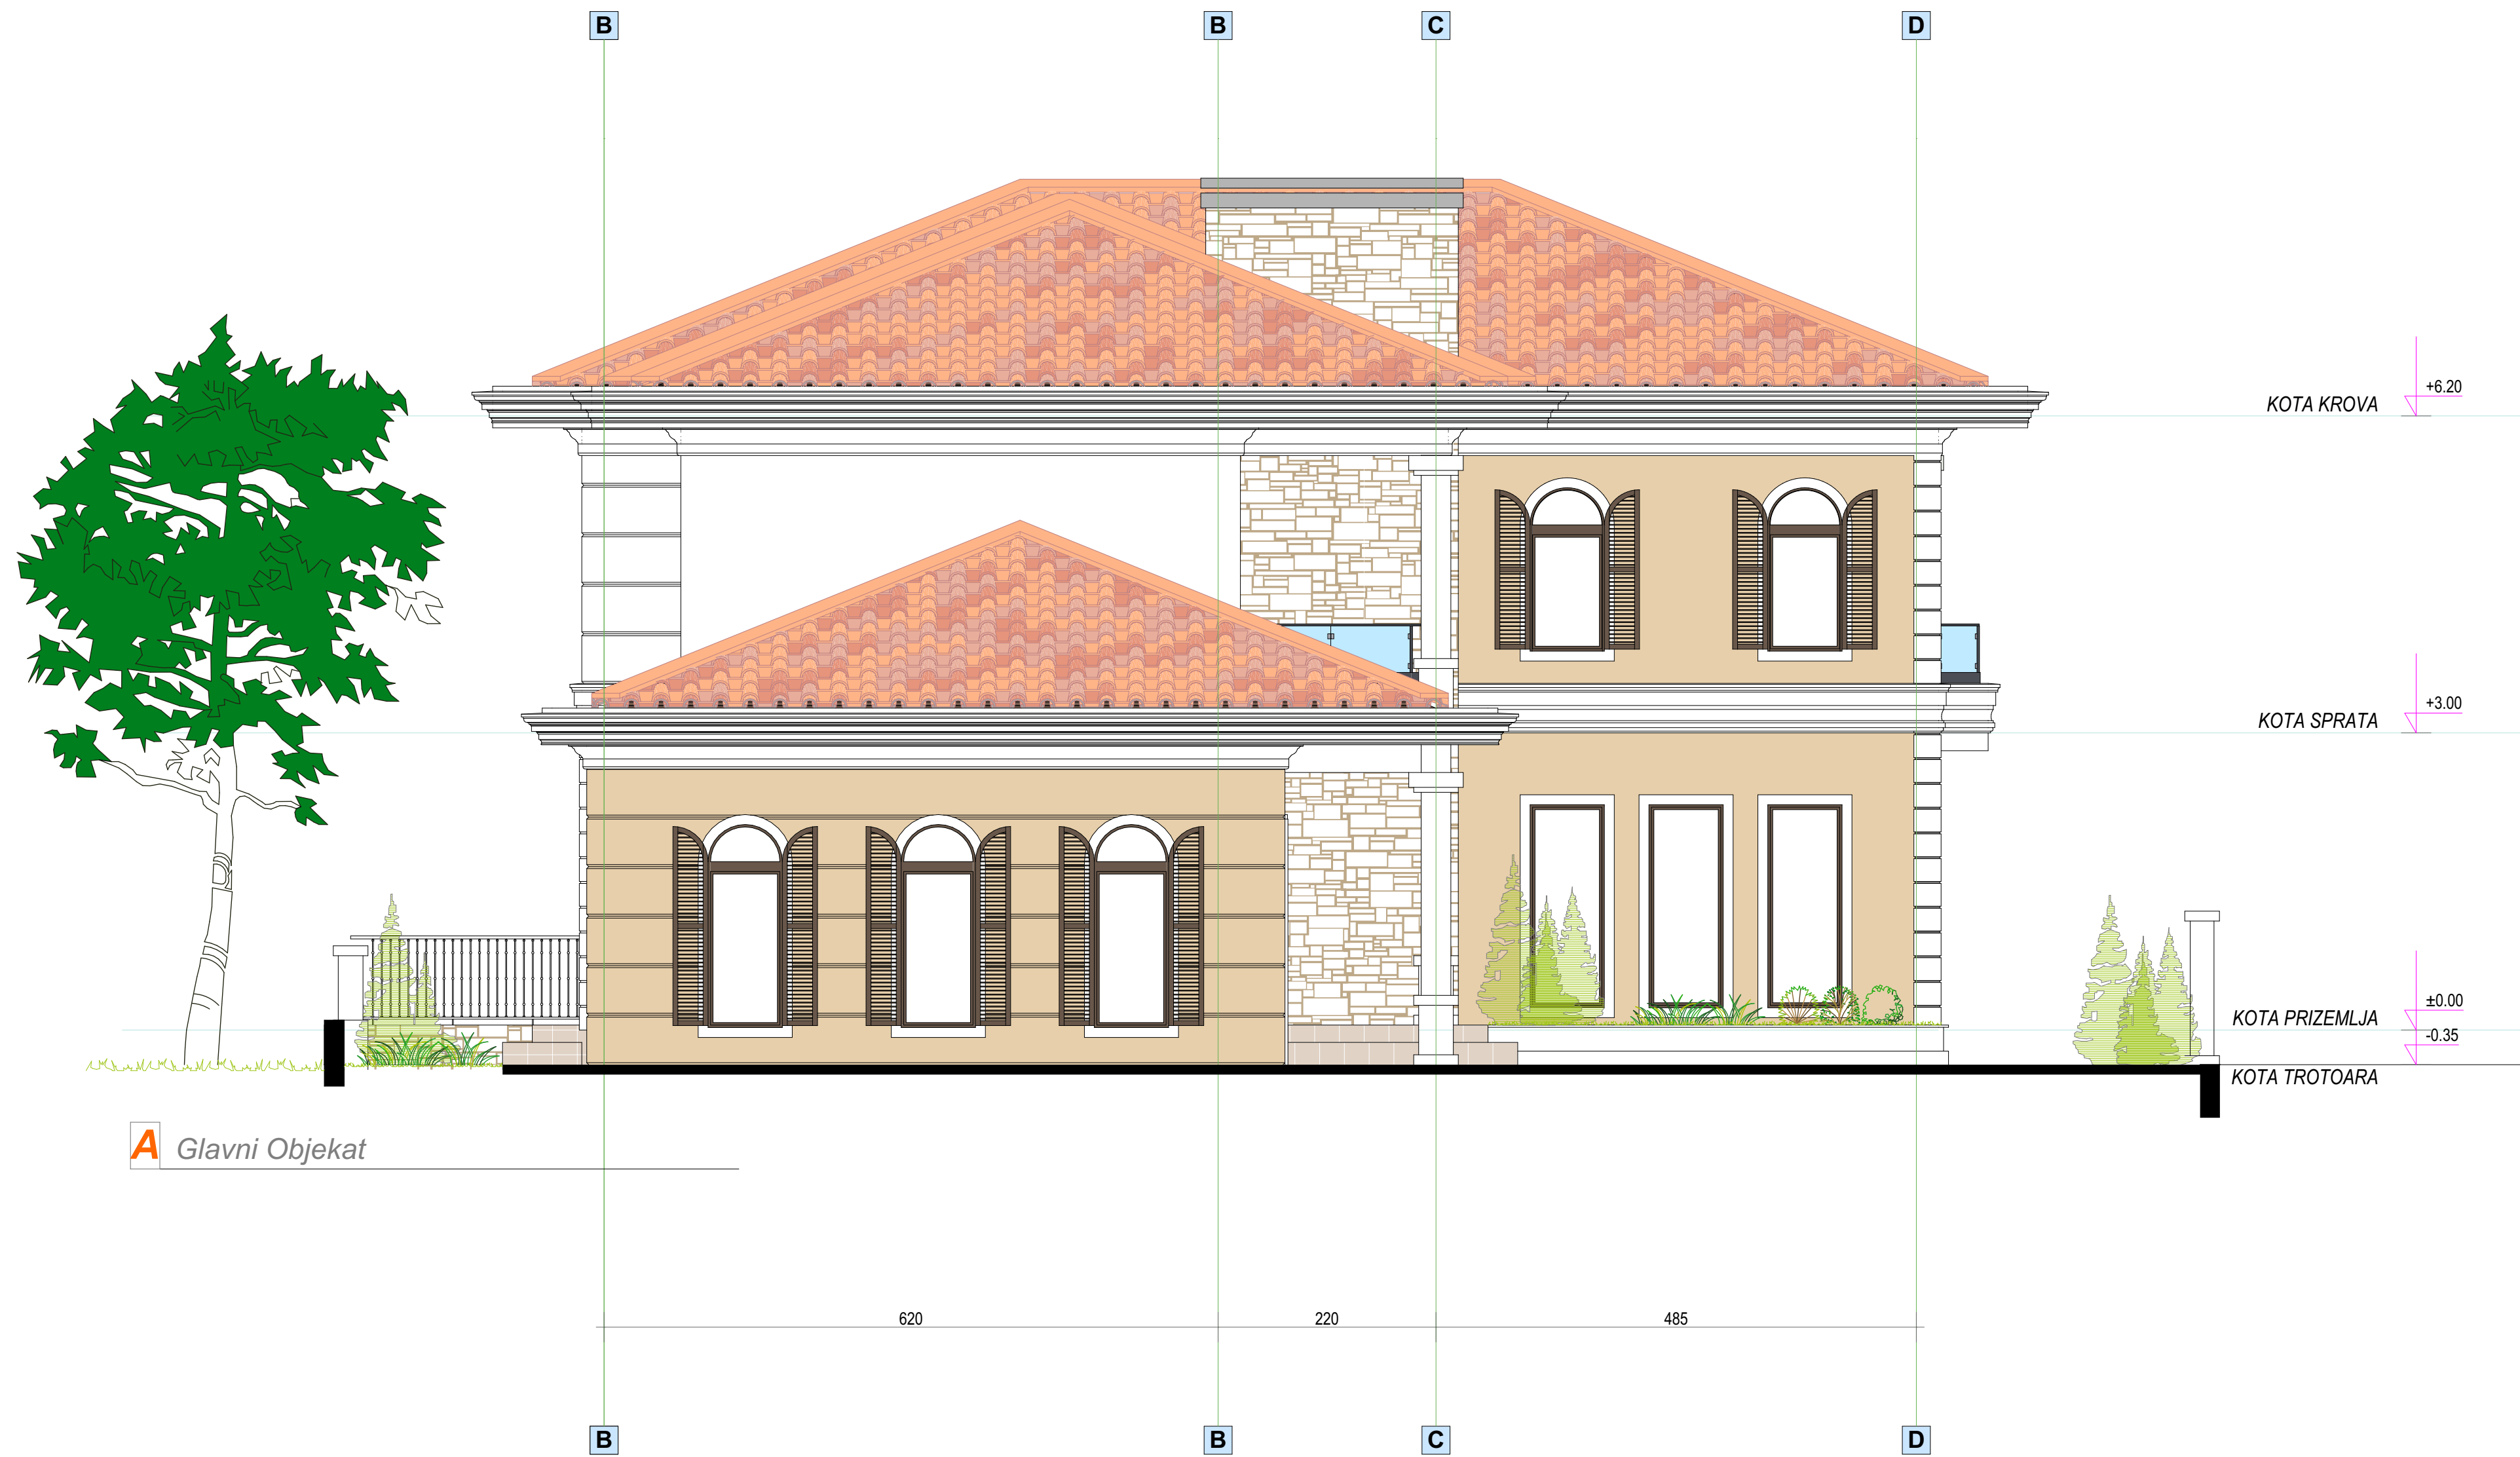 B B C D
+6.20
KOTA KROVA
+3.00
KOTA SPRATA
±0.00
KOTA PRIZEMLJA
-0.35
KOTA TROTOARA
A Glavni Objekat
620 220 485
B B C D